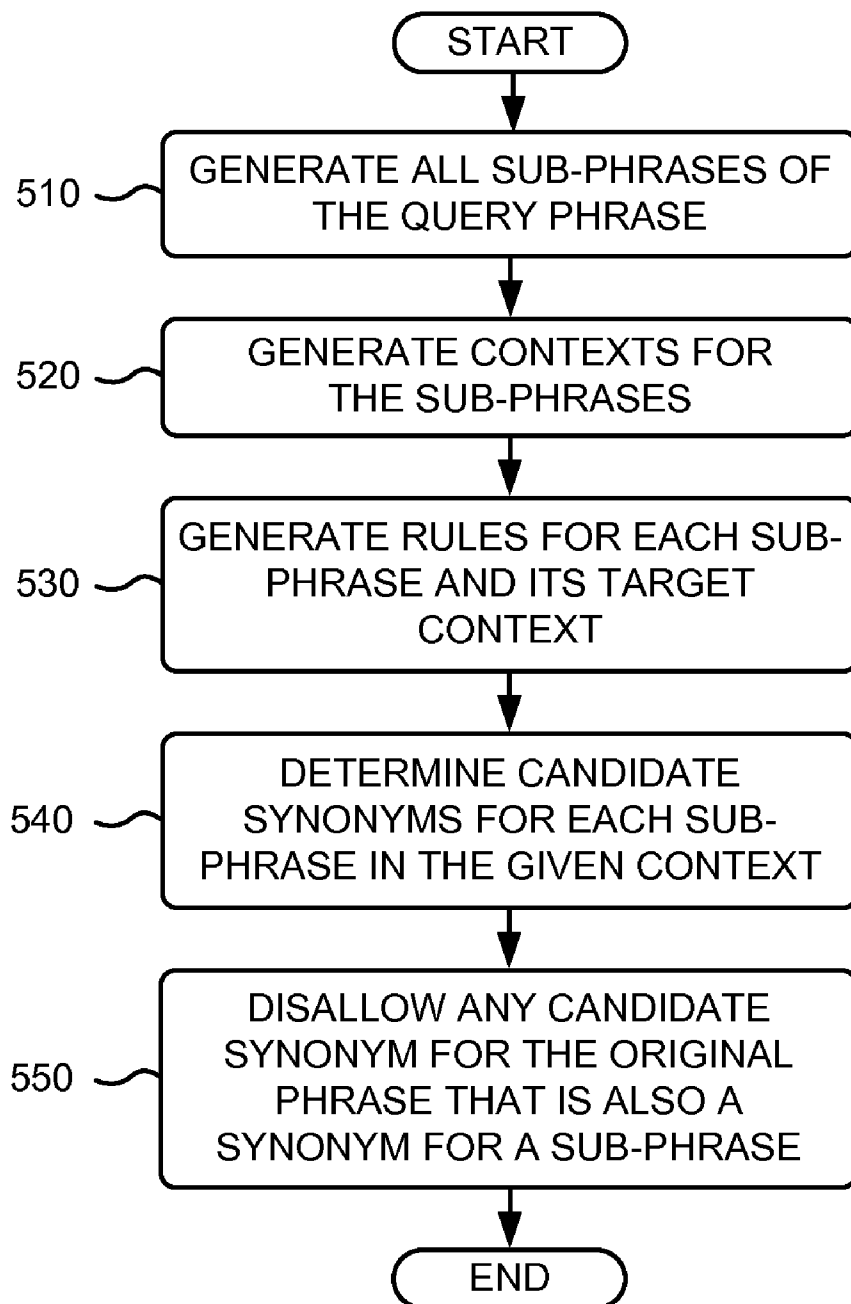 START
510
GENERATE ALL SUB-PHRASES OF
THE QUERY PHRASE
520
GENERATE CONTEXTS FOR
THE SUB-PHRASES
530
GENERATE RULES FOR EACH SUB-
PHRASE AND ITS TARGET
CONTEXT
540
DETERMINE CANDIDATE
SYNONYMS FOR EACH SUB-
PHRASE IN THE GIVEN CONTEXT
550
DISALLOW ANY CANDIDATE
SYNONYM FOR THE ORIGINAL
PHRASE THAT IS ALSO A
SYNONYM FOR A SUB-PHRASE
END